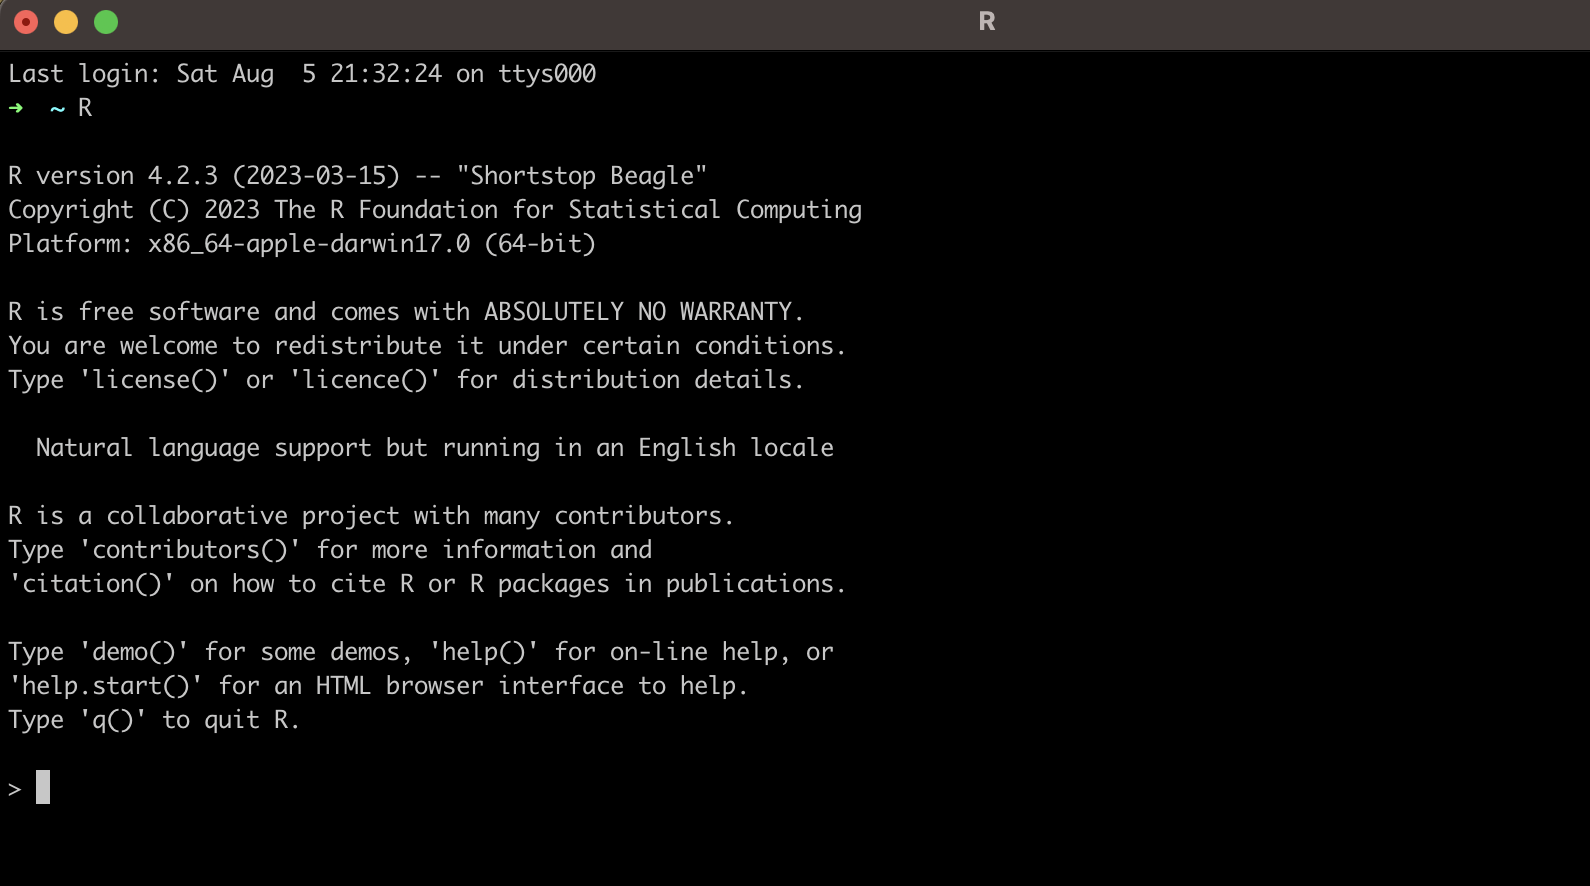 R
Last login: Sat Aug  5 21:32:24 on ttys000
➜  ~ R
R version 4.2.3 (2023-03-15) -- "Shortstop Beagle"
Copyright (C) 2023 The R Foundation for Statistical Computing
Platform: x86_64-apple-darwin17.0 (64-bit)
R is free software and comes with ABSOLUTELY NO WARRANTY.
You are welcome to redistribute it under certain conditions.
Type 'license()' or 'licence()' for distribution details.
  Natural language support but running in an English locale
R is a collaborative project with many contributors.
Type 'contributors()' for more information and
'citation()' on how to cite R or R packages in publications.
Type 'demo()' for some demos, 'help()' for on-line help, or
'help.start()' for an HTML browser interface to help.
Type 'q()' to quit R.
>